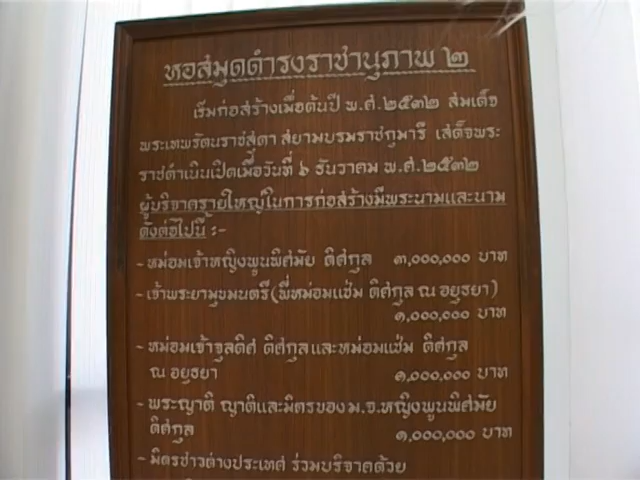 หอสมุดดำรงราชานุภาพ ๒
เริ่มก่อสร้างเมื่อต้นปี พ.ศ.๒๕๓๒ สมเด็จ
พระเทพรัตนราชสุดา สยามบรมราชกุมารี เสด็จพระ
ราชดำเนินเปิดเมื่อวันที่ ๖ ธันวาคม พ.ศ.๒๕๓๒
ผู้บริจาครายใหญ่ในการก่อสร้างมีพระนามและนาม
ดังต่อไปนี้ :-
- หม่อมเจ้าหญิงพูนพิศมัย ดิศกุล ๓,๐๐๐,๐๐๐ บาท
- เจ้าพระยามุขมนตรี(พี่หม่อมแช่ม ดิศกุล ณ อยุธยา)
๑,๐๐๐,๐๐๐ บาท
- หม่อมเจ้าจุลดิศ ดิศกุลและหม่อมแช่ม ดิศกุล
ณ อยุธยา ๑,๐๐๐,๐๐๐ บาท
- พระญาติ ญาติและมิตรของ ม.จ.หญิงพูนพิศมัย
ดิศกุล ๑,๐๐๐,๐๐๐ บาท
- มิตรชาวต่างประเทศ ร่วมบริจาคด้วย